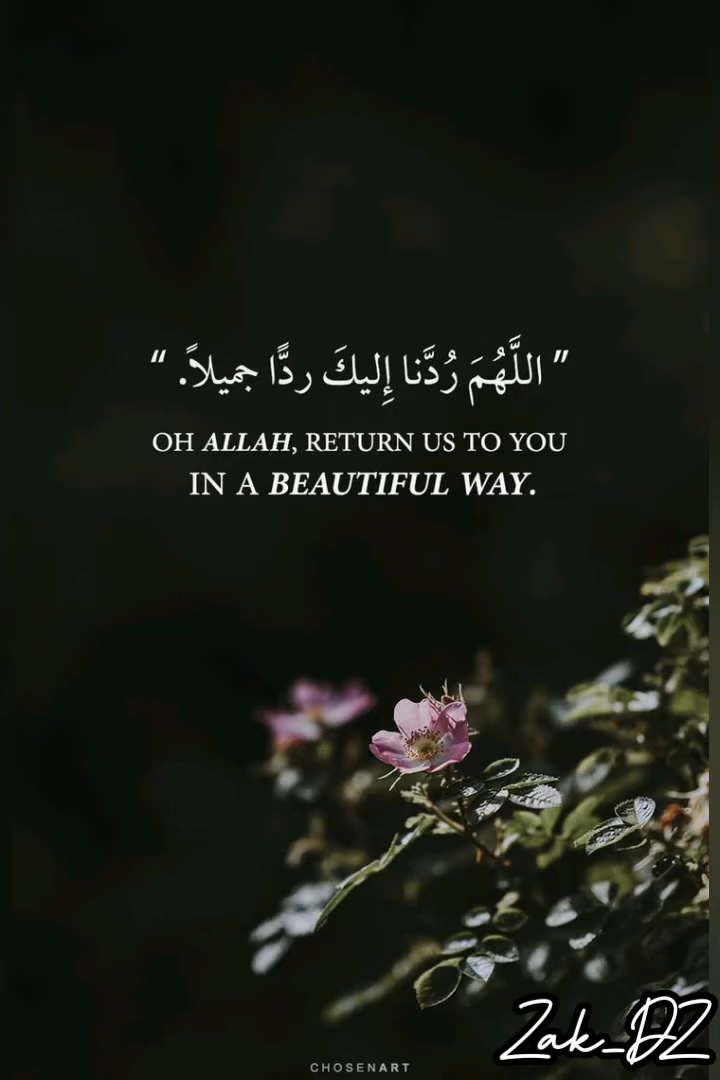 " اللَّهُمَ رُدَّنا إِليكَ ردًّا جميلاً. "
OH ALLAH, RETURN US TO YOU
IN A BEAUTIFUL WAY.
CHOSENART
Zak_DZ